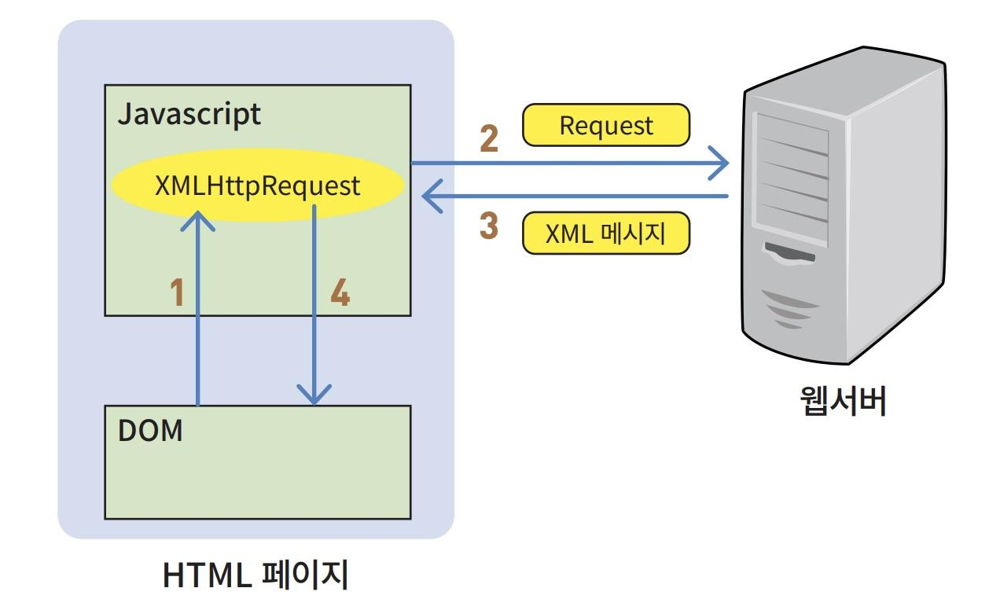 Javascript
XMLHttpRequest
1
4
DOM
HTML 페이지
2
Request
3
XML 메시지
웹서버